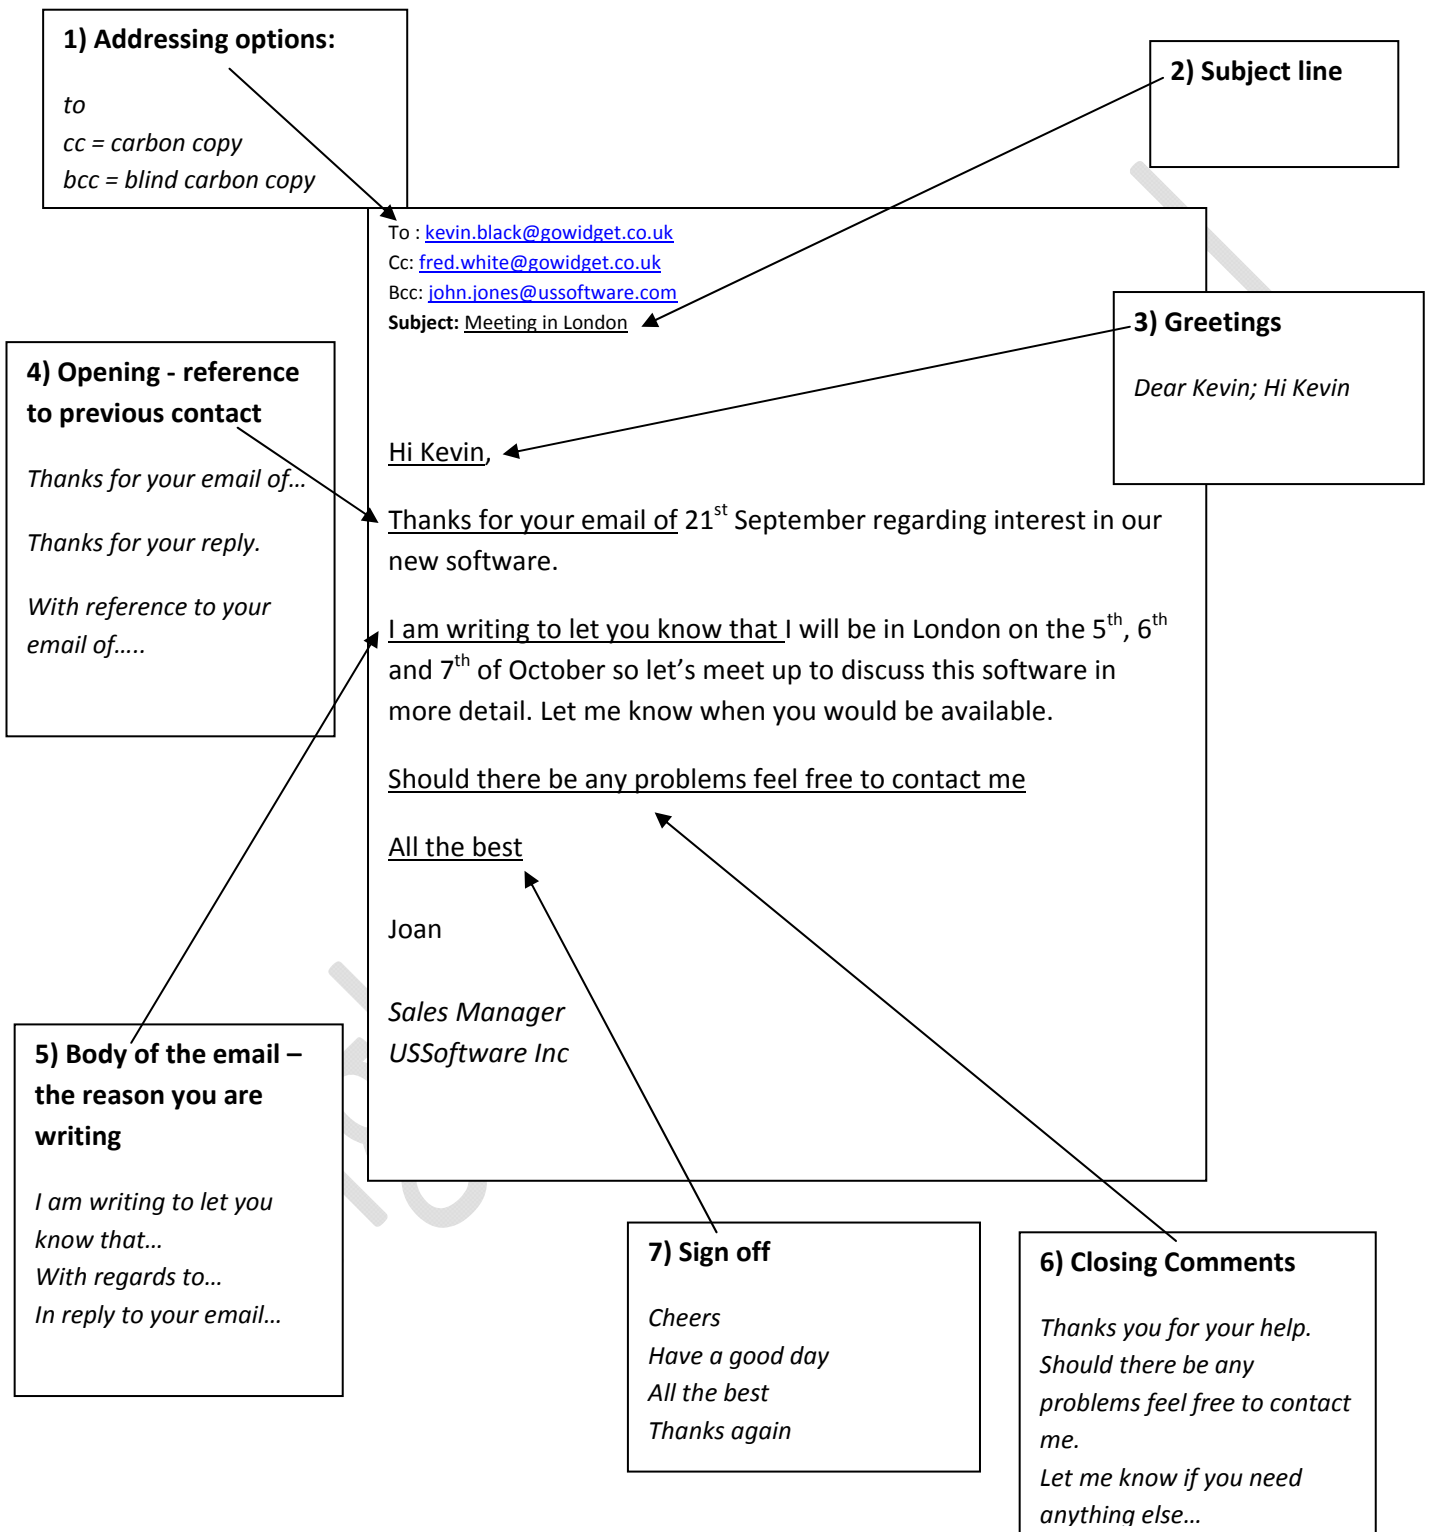 1) Addressing options:
to
cc = carbon copy
bcc = blind carbon copy
2) Subject line
To : kevin.black@gowidget.co.uk
Cc: fred.white@gowidget.co.uk
Bcc: john.jones@ussoftware.com
Subject: Meeting in London
3) Greetings
Dear Kevin; Hi Kevin
4) Opening - reference
to previous contact
Thanks for your email of…
Thanks for your reply.
With reference to your
email of…..
Hi Kevin,
Thanks for your email of 21st September regarding interest in our
new software.
I am writing to let you know that I will be in London on the 5th, 6th
and 7th of October so let’s meet up to discuss this software in
more detail. Let me know when you would be available.
Should there be any problems feel free to contact me
All the best
Joan
Sales Manager
USSoftware Inc
5) Body of the email –
the reason you are
writing
I am writing to let you
know that…
With regards to…
In reply to your email…
7) Sign off
Cheers
Have a good day
All the best
Thanks again
6) Closing Comments
Thanks you for your help.
Should there be any
problems feel free to contact
me.
Let me know if you need
anything else…